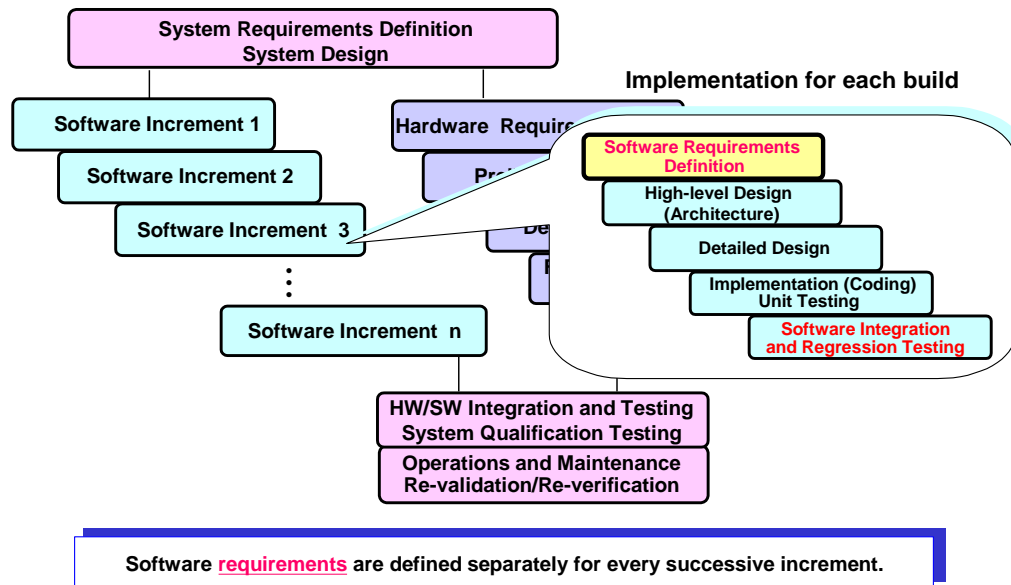 System Requirements Definition
System Design
Implementation for each build
Software Increment 1
Hardware Require
Software Requirements
Definition
Software Increment 2
High-level Design
(Architecture)
Software Increment 3
Detailed Design
Implementation (Coding)
Unit Testing
Software Increment n
Software Integration
and Regression Testing
HW/SW Integration and Testing
System Qualification Testing
Operations and Maintenance
Re-validation/Re-verification
Software requirements are defined separately for every successive increment.